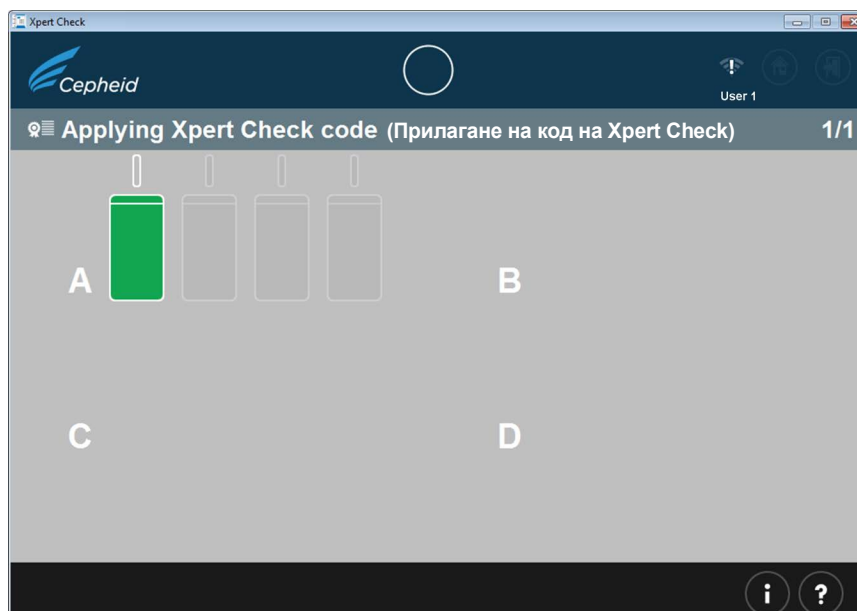 Xpert Check
Cepheid
User 1
Applying Xpert Check code (Прилагане на код на Xpert Check) 1/1
A B
C D
i ?